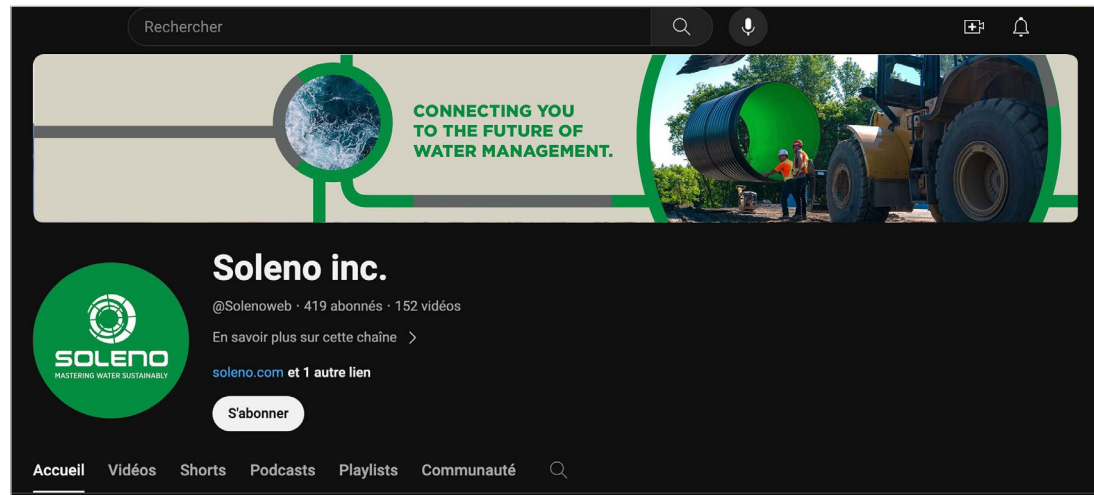 Rechercher
CONNECTING YOU
TO THE FUTURE OF
WATER MANAGEMENT.
Soleno inc.
@Solenoweb · 419 abonnés · 152 vidéos
En savoir plus sur cette chaîne
soleno.com et 1 autre lien
SOLENO
MASTERING WATER SUSTAINABLY
S'abonner
Accueil Vidéos Shorts Podcasts Playlists Communauté